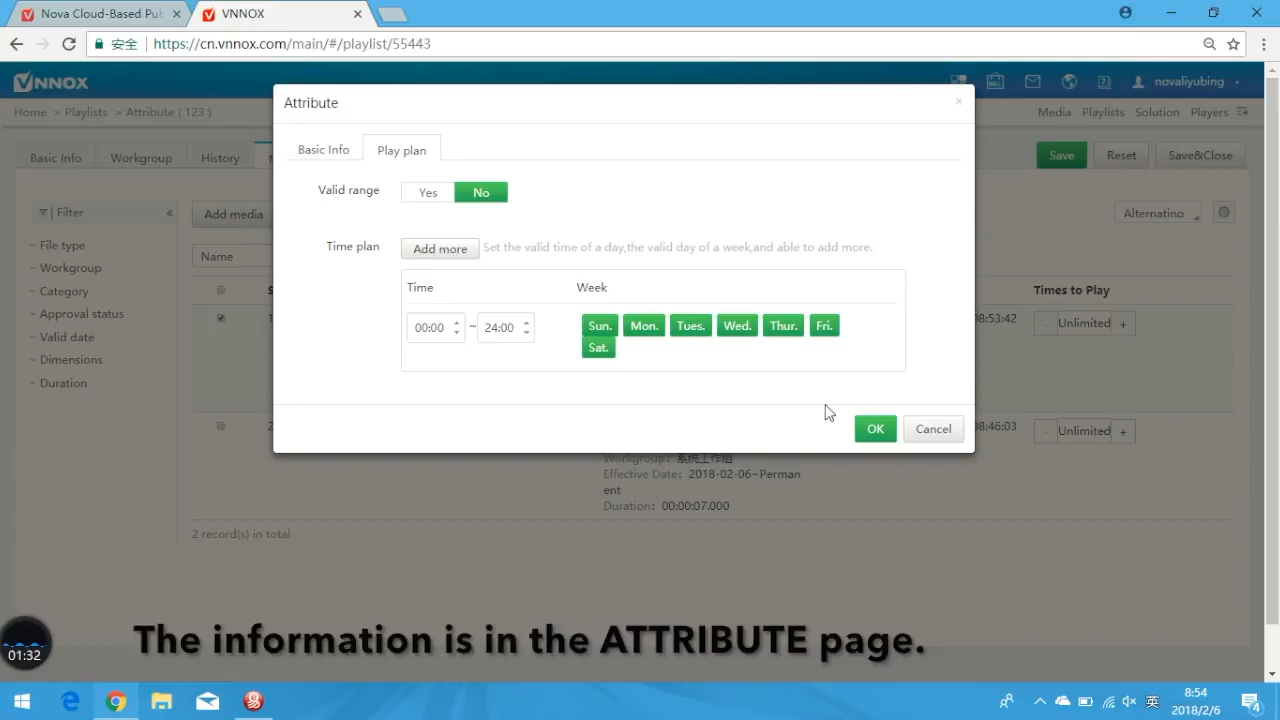 Nova Cloud-Based Pub
VNNOX
安全
https://cn.vnnox.com/main/#/playlist/55443
VNNOX
novaliyubing
Home > Playlists > Attribute ( 123 )
Media Playlists Solution Players
Attribute
Basic Info Workgroup History
Save Reset Save&Close
Basic Info Play plan
Valid range Yes No
Filter
Add media
Alternating
Time plan Add more Set the valid time of a day,the valid day of a week,and able to add more.
File type
Workgroup
Category
Approval status
Valid date
Dimensions
Duration
Name
Times to Play
Time Week
00:00 ~ 24:00 Sun. Mon. Tues. Wed. Thur. Fri.
Sat.
08:53:42 - Unlimited +
OK Cancel
2
08:46:03 - Unlimited +
Workgroup: 系统工作组
Effective Date: 2018-02-06~Perman
ent
Duration: 00:00:07.000
2 record(s) in total
The information is in the ATTRIBUTE page.
01:32
英
8:54
2018/2/6
4